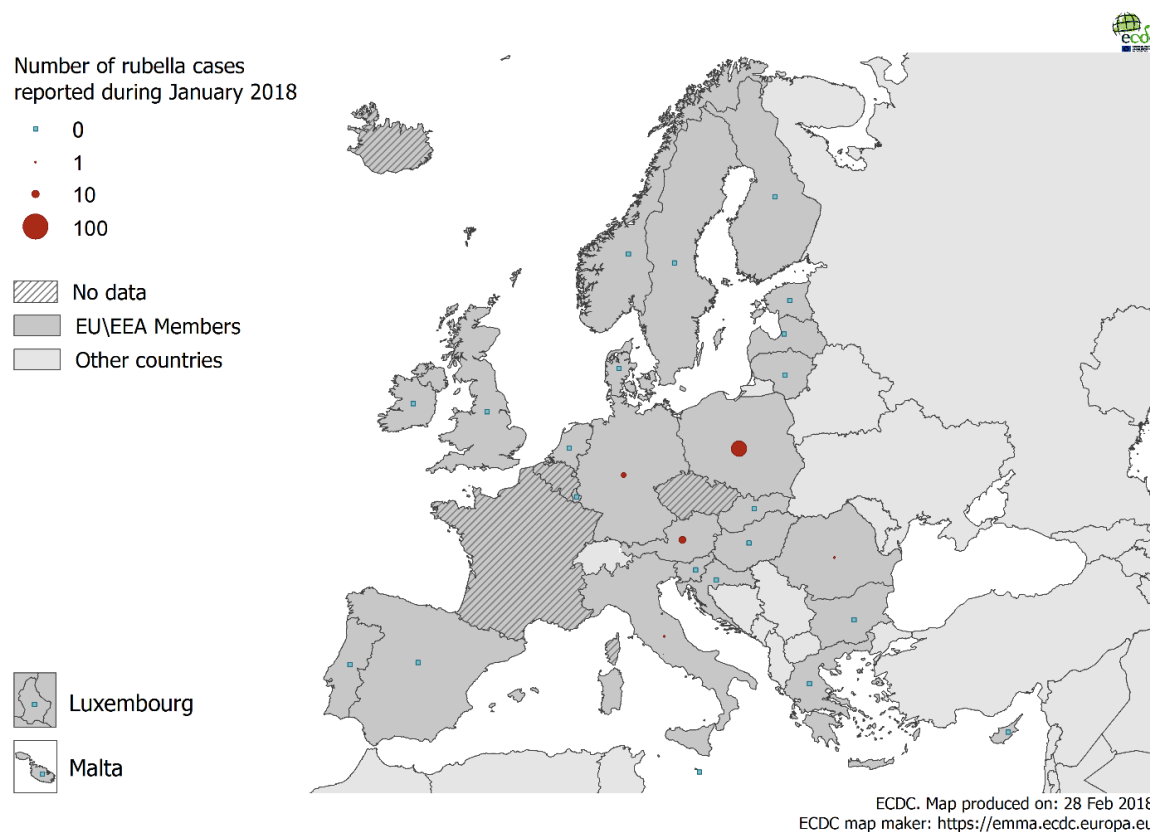 ecdc
Number of rubella cases
reported during January 2018
0
1
10
100
No data
EU\EEA Members
Other countries
Luxembourg
Malta
ECDC. Map produced on: 28 Feb 2018
ECDC map maker: https://emma.ecdc.europa.eu